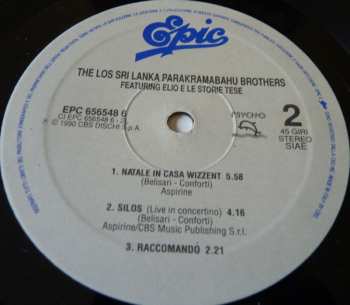 Epic
THE LOS SRI LANKA PARAKRAMABAHU BROTHERS
FEATURING ELIO E LE STORIE TESE
EPC 656548 6
℗ 1990 CBS DISCHI S.p.A.
PSYCHO
2
45 GIRI
STEREO
SIAE
1. NATALE IN CASA WIZZENT 5.58
(Belisari - Conforti)
Aspirine
2. SILOS (Live in concertino) 4.16
(Belisari - Conforti)
Aspirine/CBS Music Publishing S.r.l.
3. RACCOMANDO 2.21